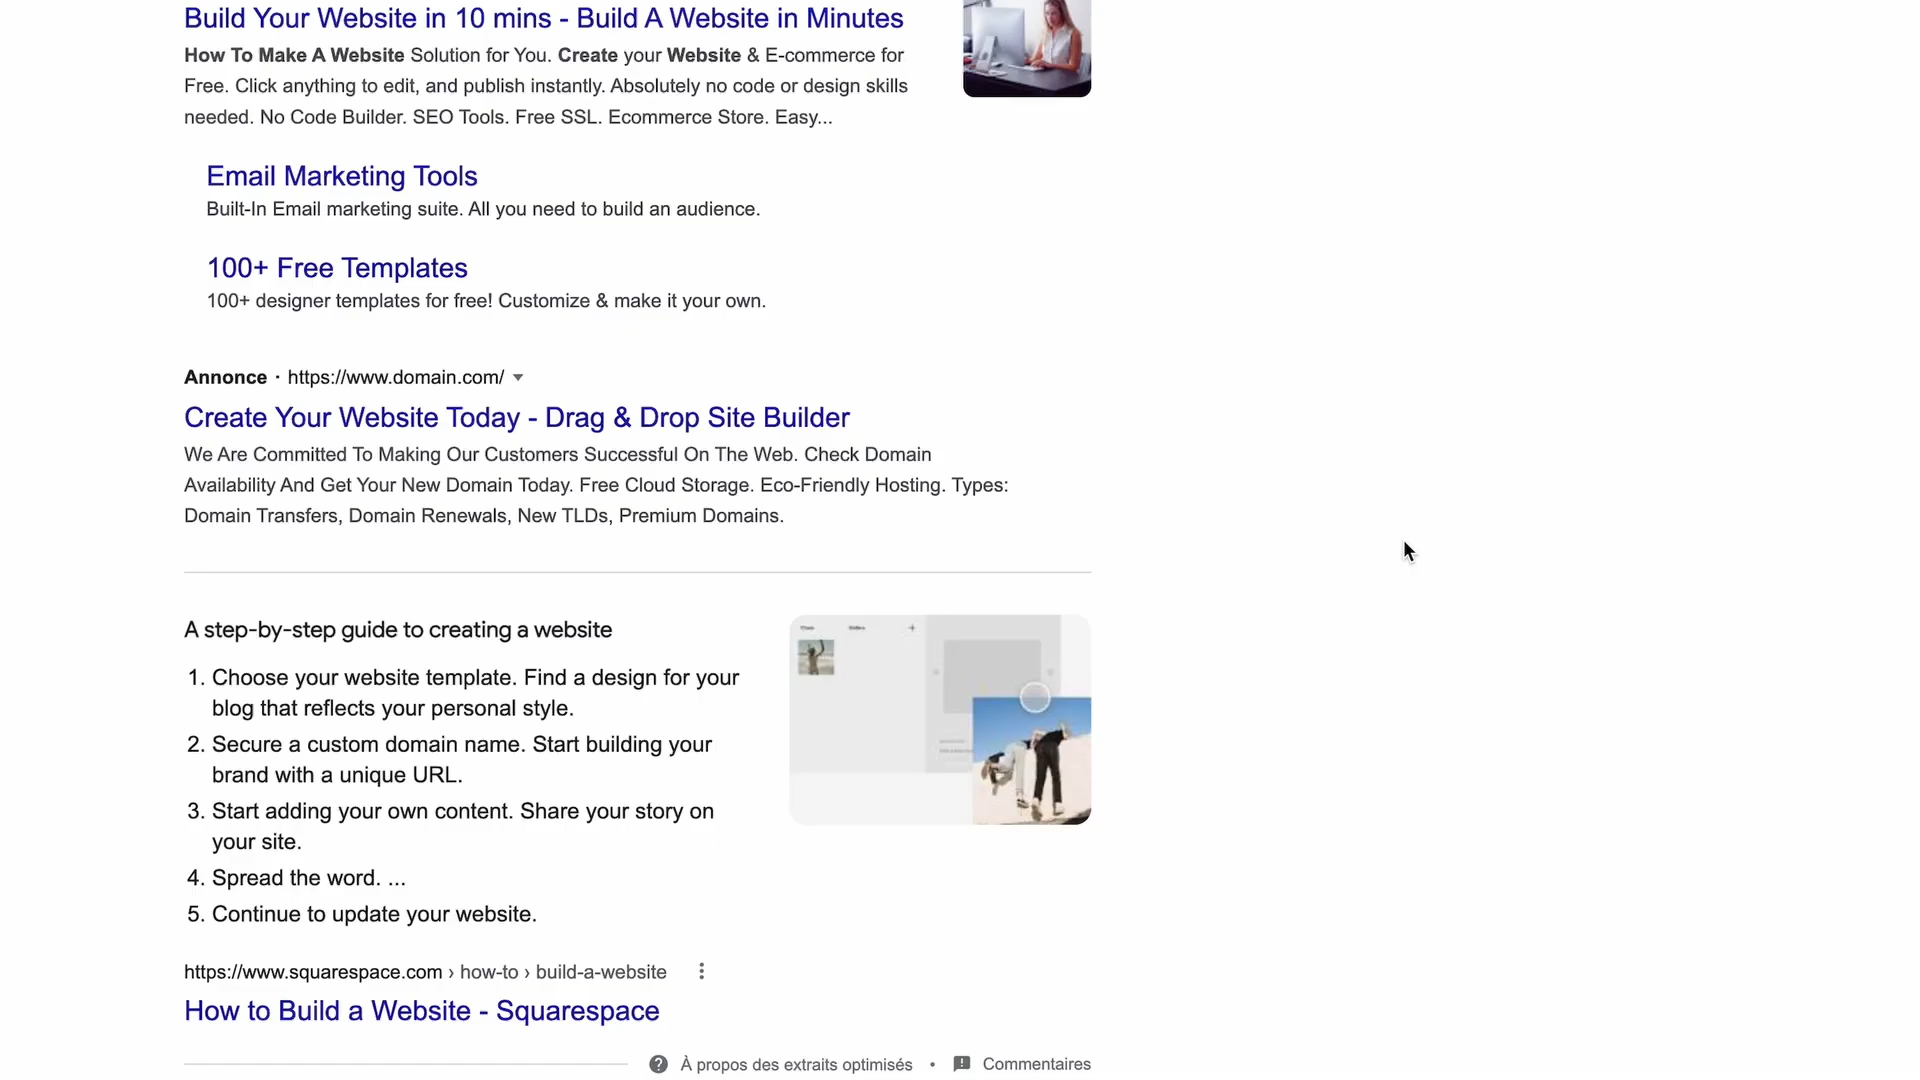 Build Your Website in 10 mins - Build A Website in Minutes
How To Make A Website Solution for You. Create your Website & E-commerce for
Free. Click anything to edit, and publish instantly. Absolutely no code or design skills
needed. No Code Builder. SEO Tools. Free SSL. Ecommerce Store. Easy...
Email Marketing Tools
Built-In Email marketing suite. All you need to build an audience.
100+ Free Templates
100+ designer templates for free! Customize & make it your own.
Annonce · https://www.domain.com/
Create Your Website Today - Drag & Drop Site Builder
We Are Committed To Making Our Customers Successful On The Web. Check Domain
Availability And Get Your New Domain Today. Free Cloud Storage. Eco-Friendly Hosting. Types:
Domain Transfers, Domain Renewals, New TLDs, Premium Domains.
A step-by-step guide to creating a website
1. Choose your website template. Find a design for your
blog that reflects your personal style.
2. Secure a custom domain name. Start building your
brand with a unique URL.
3. Start adding your own content. Share your story on
your site.
4. Spread the word. ...
5. Continue to update your website.
https://www.squarespace.com › how-to › build-a-website
How to Build a Website - Squarespace
À propos des extraits optimisés • Commentaires